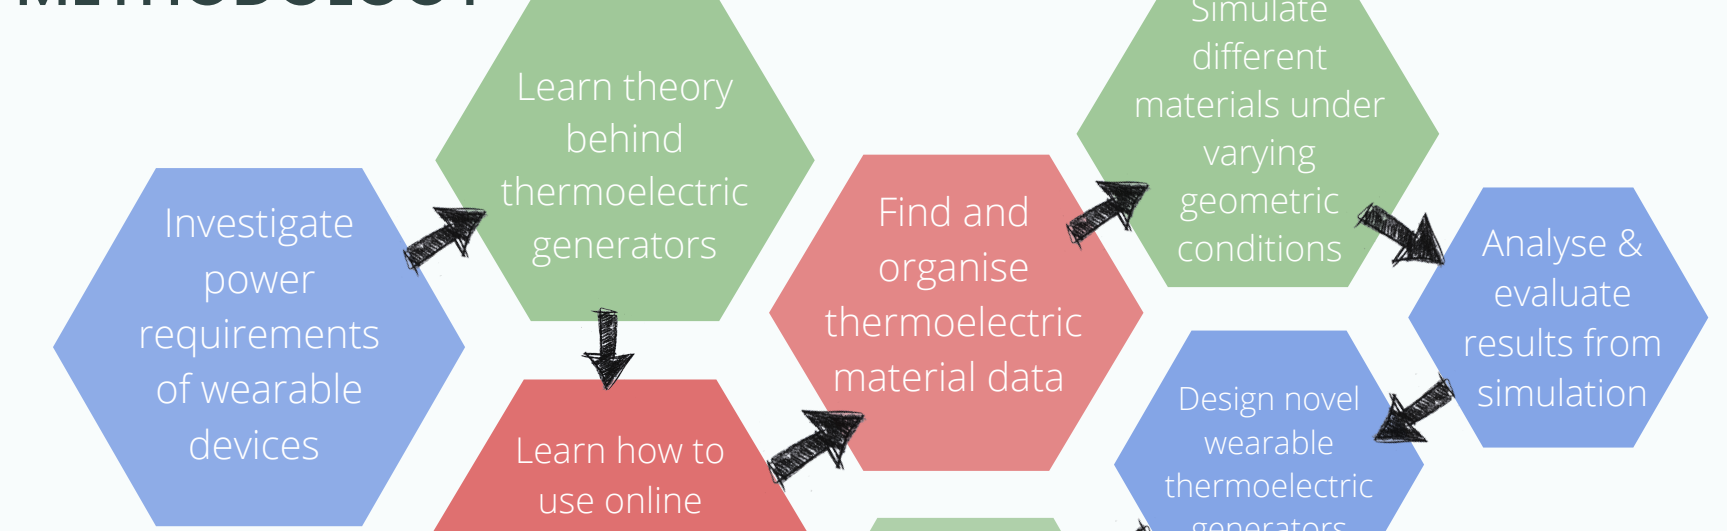 METHODOLOGY
Investigate
power
requirements
of wearable
devices
Learn theory
behind
thermoelectric
generators
Learn how to
use online
Find and
organise
thermoelectric
material data
Simulate
different
materials under
varying
geometric
conditions
Analyse &
evaluate
results from
simulation
Design novel
wearable
thermoelectric
generators